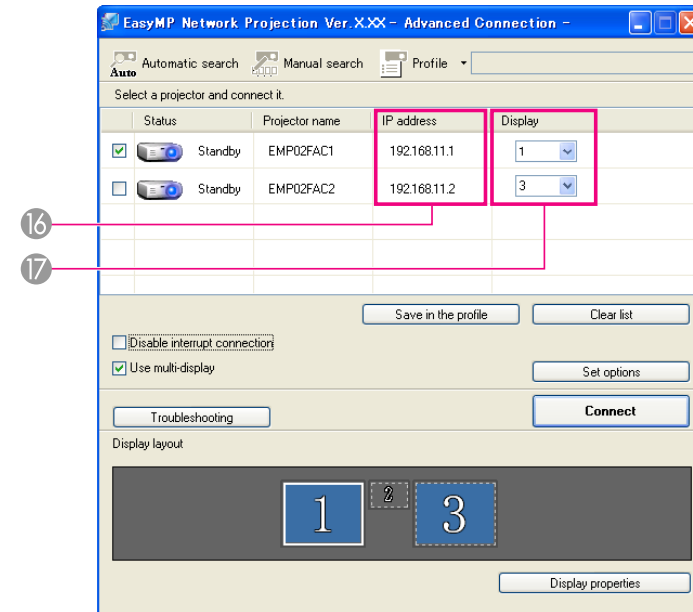 EasyMP Network Projection Ver.X.XX - Advanced Connection -
Auto Automatic search Manual search Profile
Select a projector and connect it.
Status Projector name IP address Display
Standby EMP02FAC1 192.168.11.1 1
Standby EMP02FAC2 192.168.11.2 3
16
17
Save in the profile Clear list
Disable interrupt connection
Use multi-display
Set options
Troubleshooting Connect
Display layout
1 2 3
Display properties